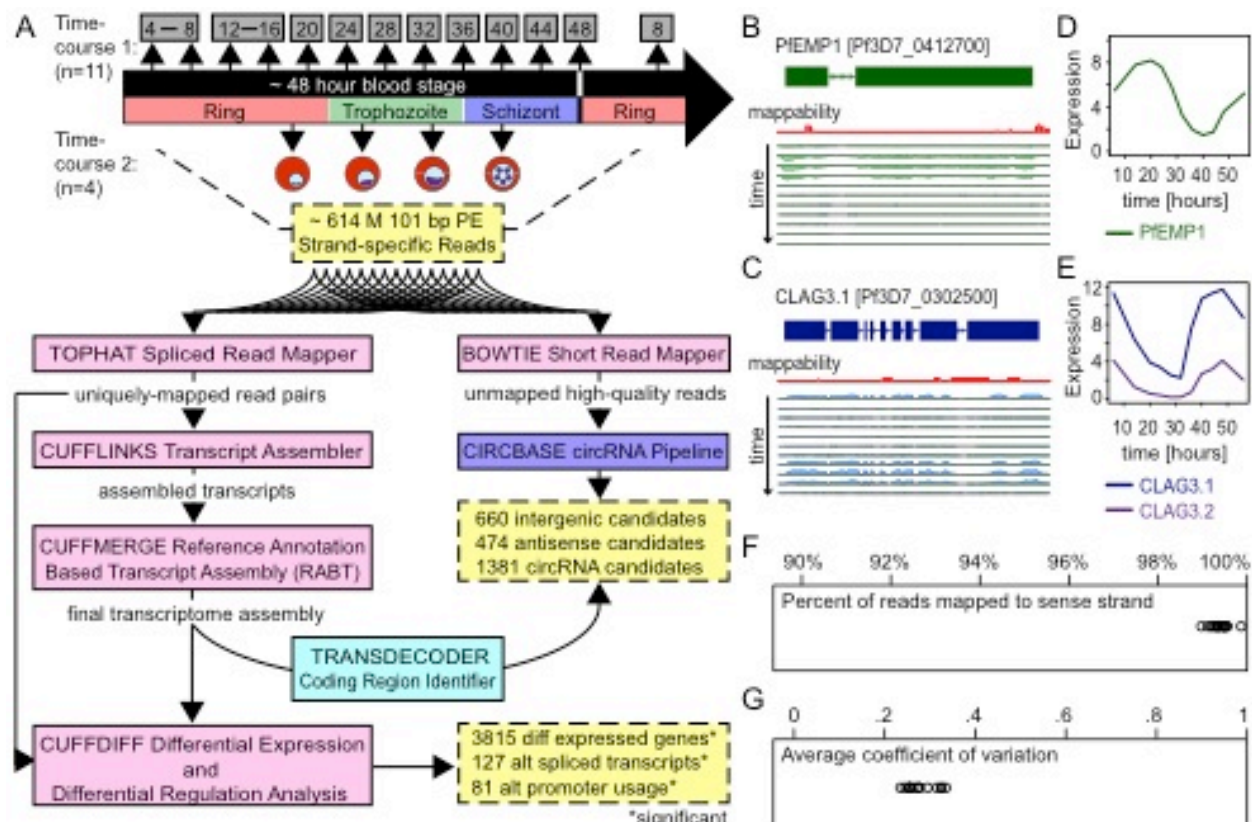 A
Time-
course 1:
(n=11)
4 – 8
12–16
20
24
28
32
36
40
44
48
8
~ 48 hour blood stage
Ring
Trophozoite
Schizont
Ring
Time-
course 2:
(n=4)
~ 614 M 101 bp PE
Strand-specific Reads
TOPHAT Spliced Read Mapper
BOWTIE Short Read Mapper
uniquely-mapped read pairs
unmapped high-quality reads
CUFFLINKS Transcript Assembler
CIRCBASE circRNA Pipeline
assembled transcripts
660 intergenic candidates
474 antisense candidates
1381 circRNA candidates
CUFFMERGE Reference Annotation
Based Transcript Assembly (RABT)
final transcriptome assembly
TRANSDECODER
Coding Region Identifier
CUFFDIFF Differential Expression
and
Differential Regulation Analysis
3815 diff expressed genes*
127 alt spliced transcripts*
81 alt promoter usage*
*significant
B
PfEMP1 [Pf3D7_0412700]
mappability
time
C
CLAG3.1 [Pf3D7_0302500]
mappability
time
D
Expression
8
4
0
10 20 30 40 50
time [hours]
PfEMP1
E
Expression
12
8
4
0
10 20 30 40 50
time [hours]
CLAG3.1
CLAG3.2
F
90% 92% 94% 96% 98% 100%
Percent of reads mapped to sense strand
G
0 .2 .4 .6 .8 1
Average coefficient of variation